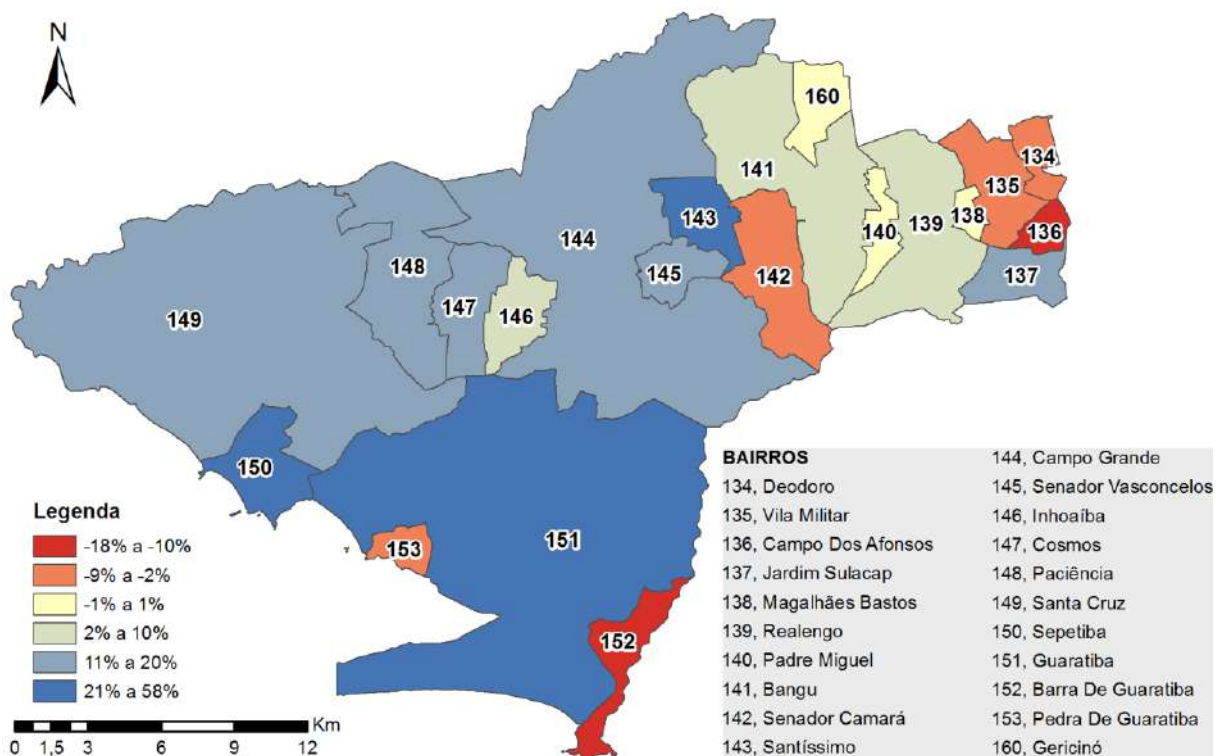 N
160
134
141
135
143
138
139
136
140
144
137
145
142
148
147
149
146
150
151
153
152
Legenda
-18% a -10%
-9% a -2%
-1% a 1%
2% a 10%
11% a 20%
21% a 58%
Km
0 1,5 3 6 9 12
BAIRROS
134, Deodoro
135, Vila Militar
136, Campo Dos Afonsos
137, Jardim Sulacap
138, Magalhães Bastos
139, Realengo
140, Padre Miguel
141, Bangu
142, Senador Camará
143, Santíssimo
144, Campo Grande
145, Senador Vasconcelos
146, Inhoaíba
147, Cosmos
148, Paciência
149, Santa Cruz
150, Sepetiba
151, Guaratiba
152, Barra De Guaratiba
153, Pedra De Guaratiba
160, Gericinó